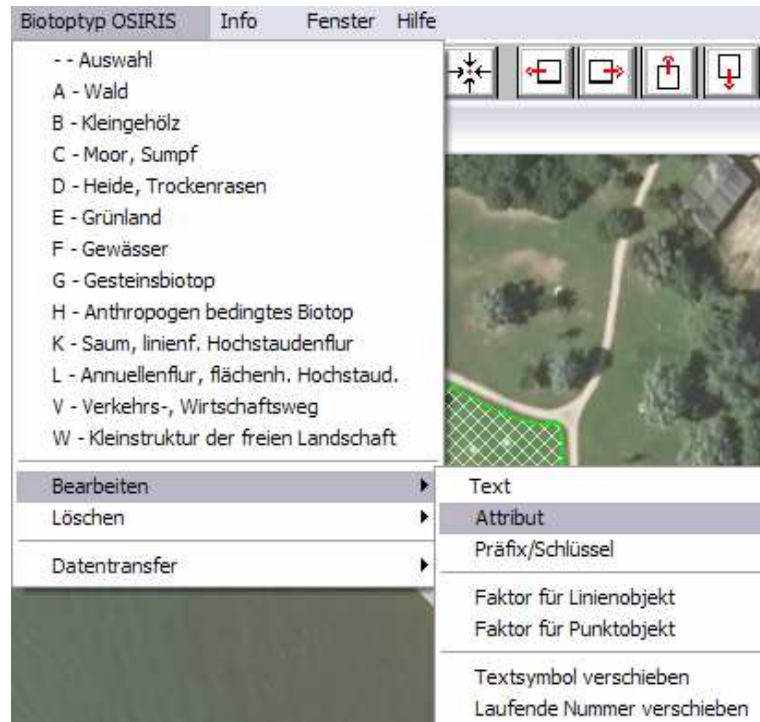 Biotoptyp OSIRIS Info Fenster Hilfe
- - Auswahl
A - Wald
B - Kleingehölz
C - Moor, Sumpf
D - Heide, Trockenrasen
E - Grünland
F - Gewässer
G - Gesteinsbiotop
H - Anthropogen bedingtes Biotop
K - Saum, linienf. Hochstaudenflur
L - Annuellenflur, flächenh. Hochstaud.
V - Verkehrs-, Wirtschaftsweg
W - Kleinstruktur der freien Landschaft
Bearbeiten
Löschen
Datentransfer
Text
Attribut
Präfix/Schlüssel
Faktor für Linienobjekt
Faktor für Punktobjekt
Textsymbol verschieben
Laufende Nummer verschieben